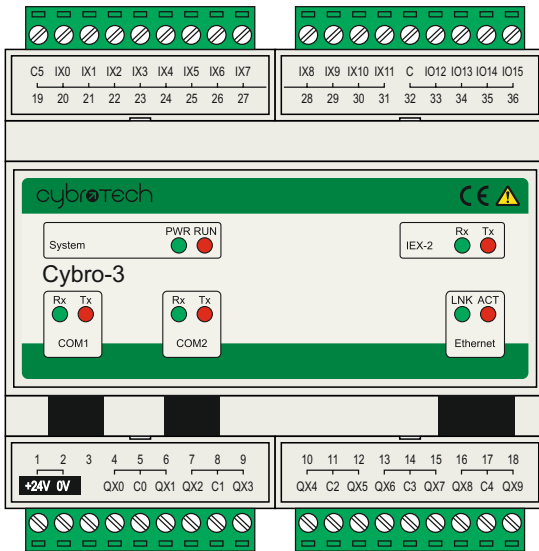 C5 IX0 IX1 IX2 IX3 IX4 IX5 IX6 IX7 IX8 IX9 IX10 IX11 C IO12 IO13 IO14 IO15
19 20 21 22 23 24 25 26 27 28 29 30 31 32 33 34 35 36
cybrotech CE
System PWR RUN IEX-2 Rx Tx
Cybro-3
Rx Tx Rx Tx LNK ACT
COM1 COM2 Ethernet
1 2 3 4 5 6 7 8 9 10 11 12 13 14 15 16 17 18
+24V 0V QX0 C0 QX1 QX2 C1 QX3 QX4 C2 QX5 QX6 C3 QX7 QX8 C4 QX9